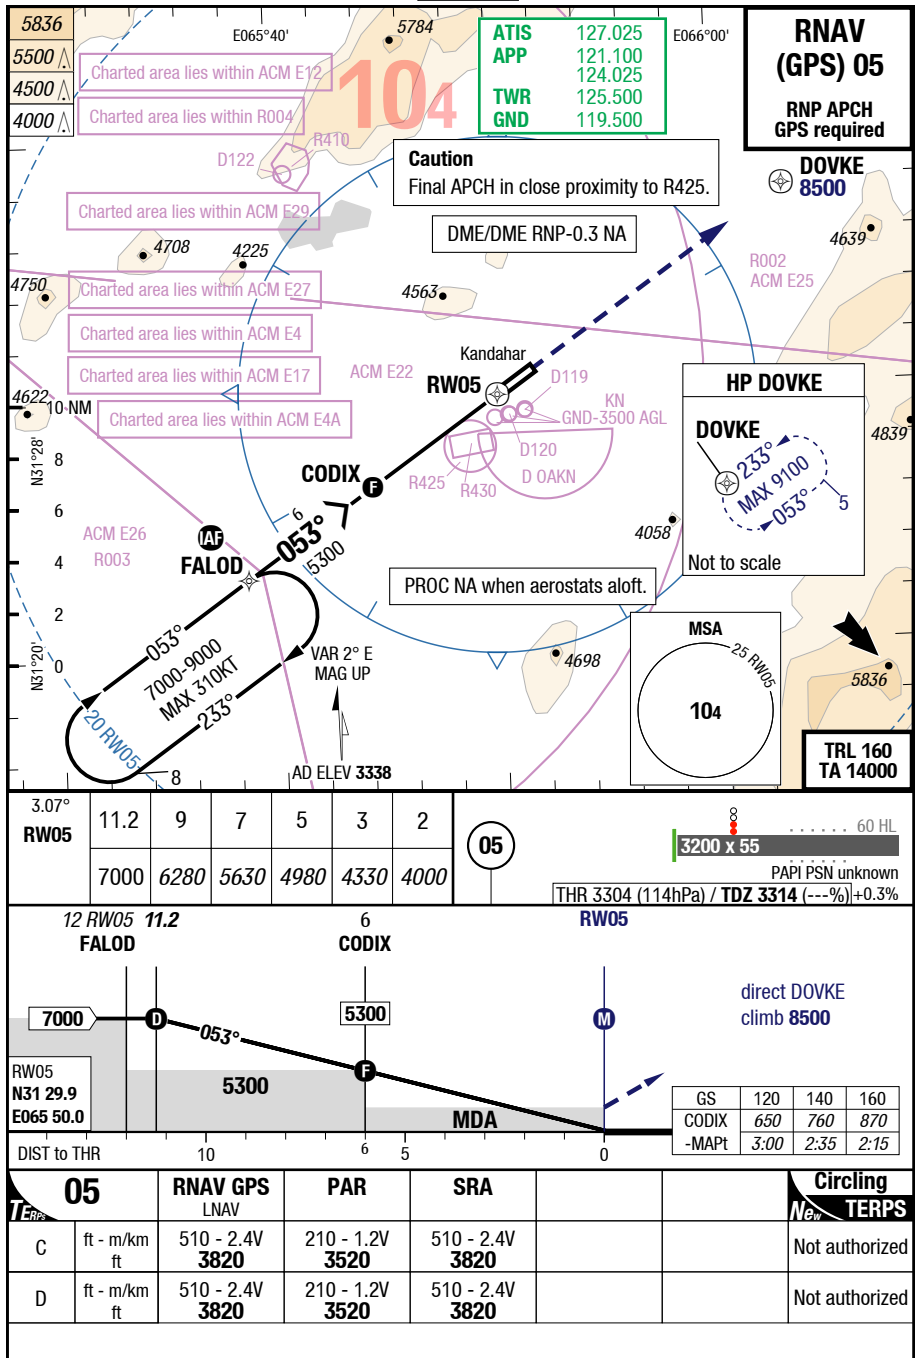 5836
5500
4500
4000
E065°40'
5784
ATIS 127.025
APP 121.100
124.025
TWR 125.500
GND 119.500
E066°00'
RNAV
(GPS) 05
RNP APCH
GPS required
Charted area lies within ACM E12
Charted area lies within R004
104
R410
D122
Caution
Final APCH in close proximity to R425.
DOVKE
8500
Charted area lies within ACM E29
DME/DME RNP-0.3 NA
4708
4225
4639
R002
ACM E25
4750
Charted area lies within ACM E27
4563
Charted area lies within ACM E4
Kandahar
Charted area lies within ACM E17
ACM E22
RW05
D119
HP DOVKE
4622
10 NM
Charted area lies within ACM E4A
KN
GND-3500 AGL
DOVKE
4839
N31°28'
8
CODIX
F
D120
R425
R430
D OAKN
233°
MAX 9100
053°
5
6
6
ACM E26
R003
IAF
FALOD
053°
5300
4058
4
Not to scale
PROC NA when aerostats aloft.
2
053°
7000-9000
MAX 310KT
233°
VAR 2° E
MAG UP
4698
MSA
25 RW05
104
5836
N31°20'
0
20 RW05
8
AD ELEV 3338
TRL 160
TA 14000
3.07°
RW05
11.2 9 7 5 3 2
7000 6280 5630 4980 4330 4000
05
60 HL
3200 x 55
PAPI PSN unknown
THR 3304 (114hPa) / TDZ 3314 (---%) +0.3%
12 RW05 11.2 6 RW05
FALOD CODIX
direct DOVKE
climb 8500
7000
D
053°
5300
M
F
RW05
N31 29.9
E065 50.0
5300
MDA
GS 120 140 160
CODIX 650 760 870
-MAPt 3:00 2:35 2:15
DIST to THR 10 6 5 0
TERPS 05 RNAV GPS PAR SRA Circling
LNAV New TERPS
C ft - m/km 510 - 2.4V 210 - 1.2V 510 - 2.4V Not authorized
ft 3820 3520 3820
D ft - m/km 510 - 2.4V 210 - 1.2V 510 - 2.4V Not authorized
ft 3820 3520 3820